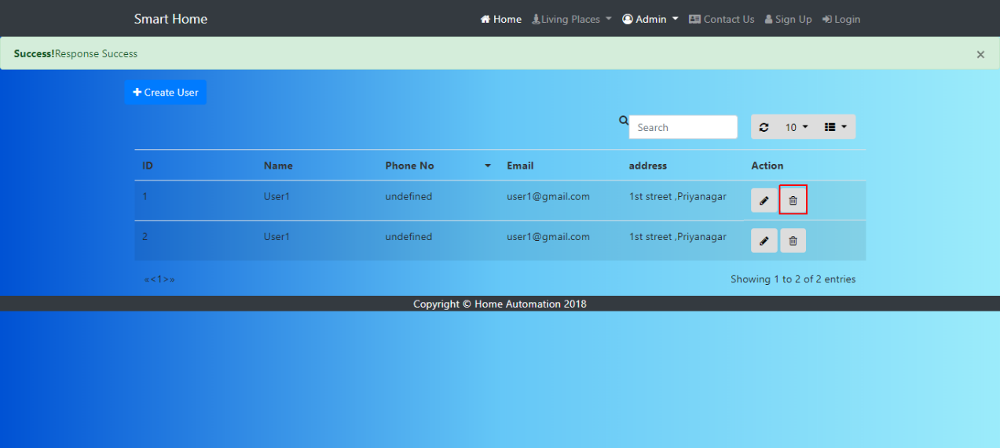 Smart Home Home Living Places Admin Contact Us Sign Up Login
Success!Response Success ×
Create User
Search 10
ID Name Phone No Email address Action
1 User1 undefined user1@gmail.com 1st street ,Priyanagar
2 User1 undefined user1@gmail.com 1st street ,Priyanagar
«<1>» Showing 1 to 2 of 2 entries
Copyright © Home Automation 2018